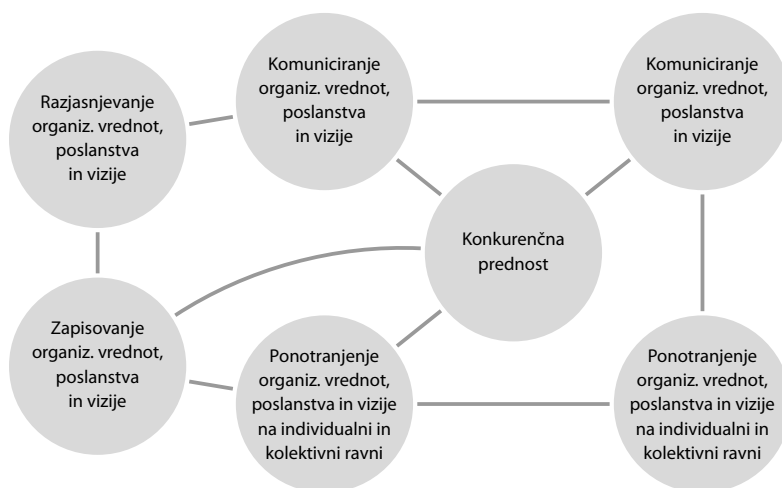 Razjasnjevanje
organiz. vrednot,
poslanstva
in vizije
Komuniciranje
organiz. vrednot,
poslanstva
in vizije
Komuniciranje
organiz. vrednot,
poslanstva
in vizije
Konkurenčna
prednost
Zapisovanje
organiz. vrednot,
poslanstva
in vizije
Ponotranjenje
organiz. vrednot,
poslanstva in vizije
na individualni in
kolektivni ravni
Ponotranjenje
organiz. vrednot,
poslanstva in vizije
na individualni in
kolektivni ravni